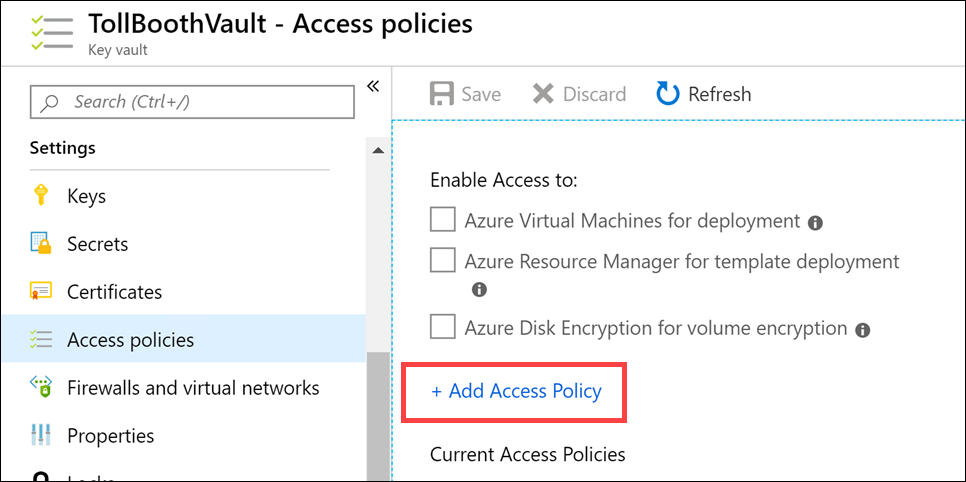 TollBoothVault - Access policies
Key vault
Search (Ctrl+/)
Settings
Keys
Secrets
Certificates
Access policies
Firewalls and virtual networks
Properties
Save
Discard
Refresh
Enable Access to:
Azure Virtual Machines for deployment
Azure Resource Manager for template deployment
Azure Disk Encryption for volume encryption
+ Add Access Policy
Current Access Policies